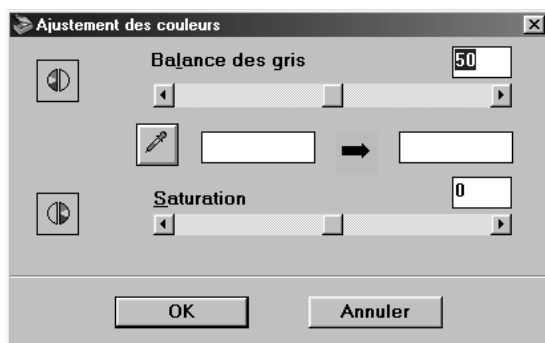 Ajustement des couleurs
Balance des gris
50
Saturation
0
OK
Annuler